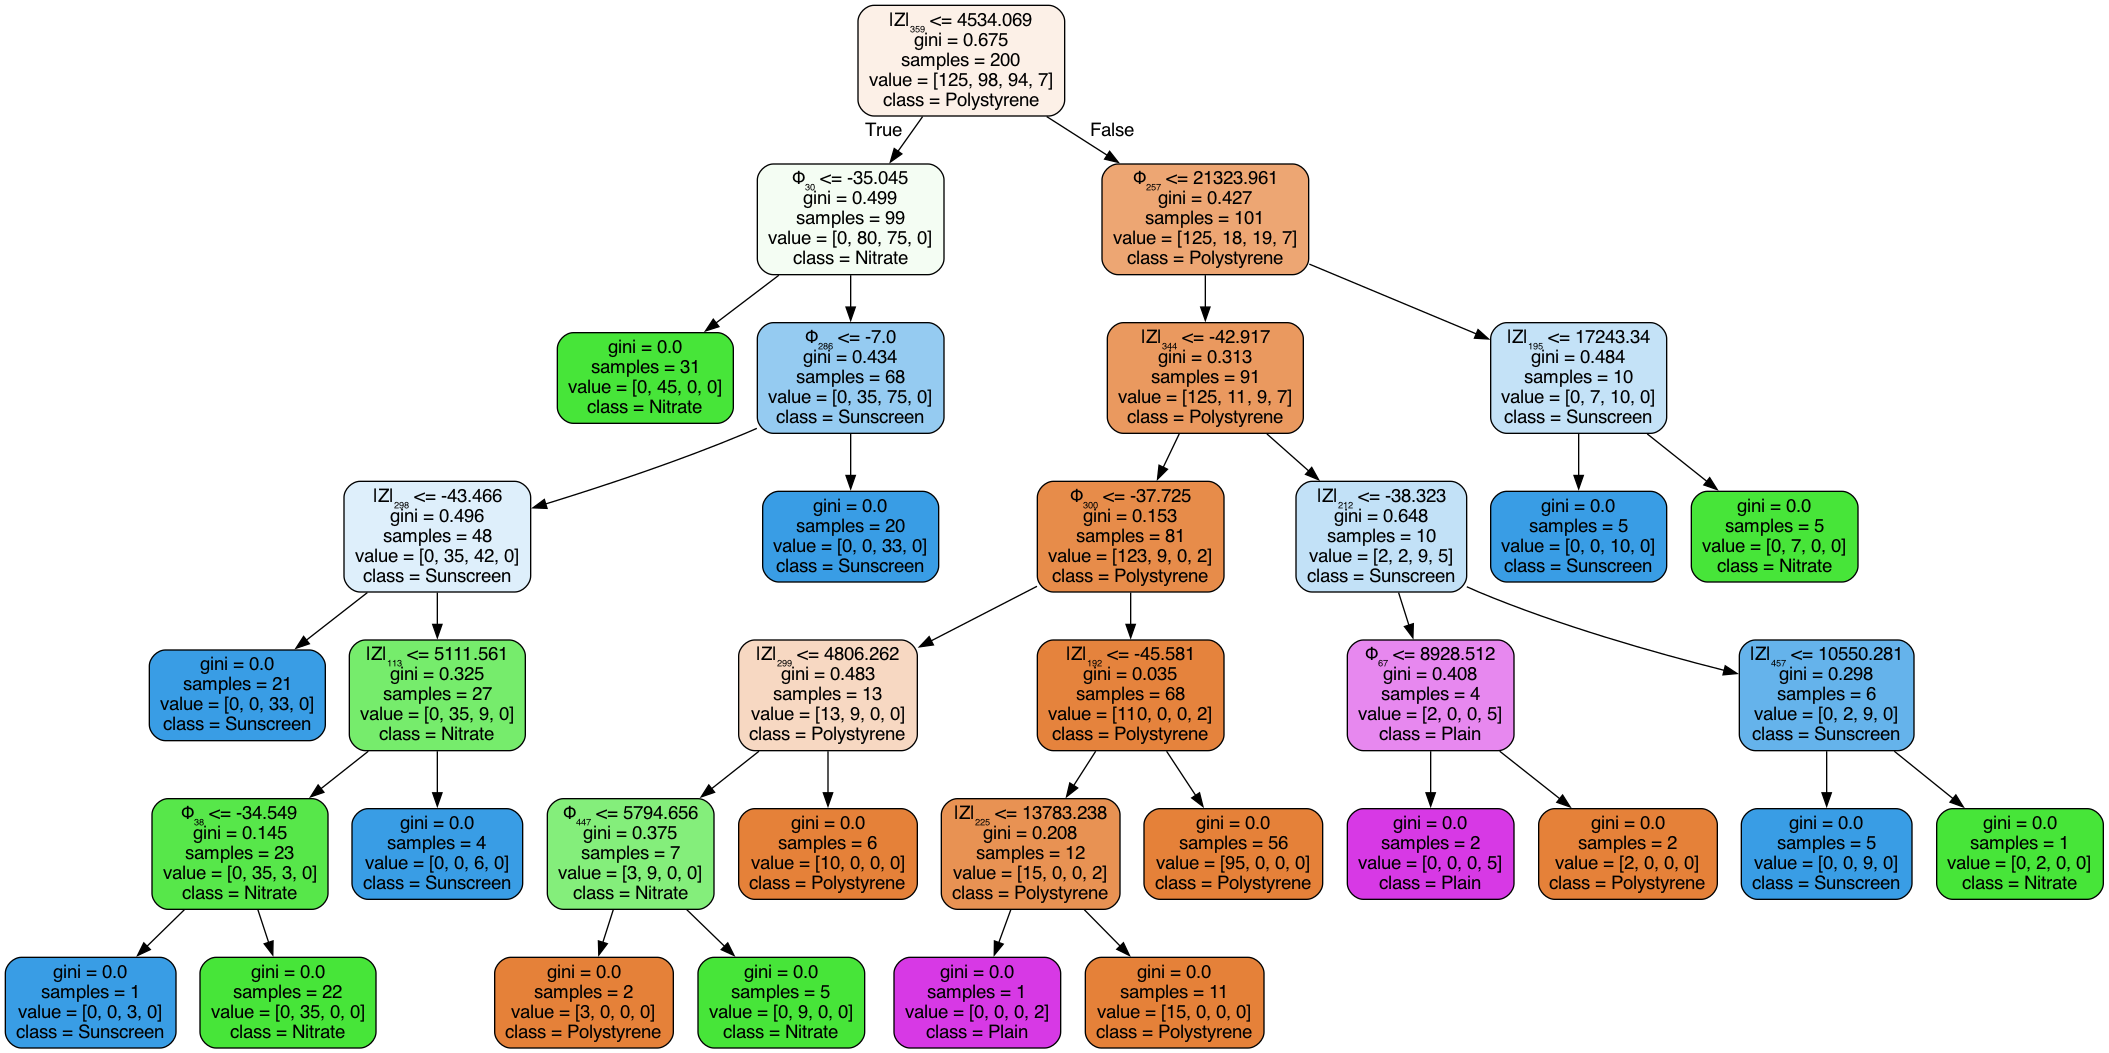 |Z|₃₅₉ <= 4534.069
gini = 0.675
samples = 200
value = [125, 98, 94, 7]
class = Polystyrene
True
False
Φ₃₀ <= -35.045
gini = 0.499
samples = 99
value = [0, 80, 75, 0]
class = Nitrate
Φ₂₅₇ <= 21323.961
gini = 0.427
samples = 101
value = [125, 18, 19, 7]
class = Polystyrene
gini = 0.0
samples = 31
value = [0, 45, 0, 0]
class = Nitrate
Φ₂₈₆ <= -7.0
gini = 0.434
samples = 68
value = [0, 35, 75, 0]
class = Sunscreen
|Z|₃₄₄ <= -42.917
gini = 0.313
samples = 91
value = [125, 11, 9, 7]
class = Polystyrene
|Z|₁₉₅ <= 17243.34
gini = 0.484
samples = 10
value = [0, 7, 10, 0]
class = Sunscreen
|Z|₂₉₈ <= -43.466
gini = 0.496
samples = 48
value = [0, 35, 42, 0]
class = Sunscreen
gini = 0.0
samples = 20
value = [0, 0, 33, 0]
class = Sunscreen
Φ₃₀₀ <= -37.725
gini = 0.153
samples = 81
value = [123, 9, 0, 2]
class = Polystyrene
|Z|₂₁₂ <= -38.323
gini = 0.648
samples = 10
value = [2, 2, 9, 5]
class = Sunscreen
gini = 0.0
samples = 5
value = [0, 0, 10, 0]
class = Sunscreen
gini = 0.0
samples = 5
value = [0, 7, 0, 0]
class = Nitrate
gini = 0.0
samples = 21
value = [0, 0, 33, 0]
class = Sunscreen
|Z|₁₁₃ <= 5111.561
gini = 0.325
samples = 27
value = [0, 35, 9, 0]
class = Nitrate
|Z|₂₉₉ <= 4806.262
gini = 0.483
samples = 13
value = [13, 9, 0, 0]
class = Polystyrene
|Z|₁₉₂ <= -45.581
gini = 0.035
samples = 68
value = [110, 0, 0, 2]
class = Polystyrene
Φ₆₇ <= 8928.512
gini = 0.408
samples = 4
value = [2, 0, 0, 5]
class = Plain
|Z|₄₅₇ <= 10550.281
gini = 0.298
samples = 6
value = [0, 2, 9, 0]
class = Sunscreen
Φ₃₈ <= -34.549
gini = 0.145
samples = 23
value = [0, 35, 3, 0]
class = Nitrate
gini = 0.0
samples = 4
value = [0, 0, 6, 0]
class = Sunscreen
Φ₄₄₇ <= 5794.656
gini = 0.375
samples = 7
value = [3, 9, 0, 0]
class = Nitrate
gini = 0.0
samples = 6
value = [10, 0, 0, 0]
class = Polystyrene
|Z|₂₂₅ <= 13783.238
gini = 0.208
samples = 12
value = [15, 0, 0, 2]
class = Polystyrene
gini = 0.0
samples = 56
value = [95, 0, 0, 0]
class = Polystyrene
gini = 0.0
samples = 2
value = [0, 0, 0, 5]
class = Plain
gini = 0.0
samples = 2
value = [2, 0, 0, 0]
class = Polystyrene
gini = 0.0
samples = 5
value = [0, 0, 9, 0]
class = Sunscreen
gini = 0.0
samples = 1
value = [0, 2, 0, 0]
class = Nitrate
gini = 0.0
samples = 1
value = [0, 0, 3, 0]
class = Sunscreen
gini = 0.0
samples = 22
value = [0, 35, 0, 0]
class = Nitrate
gini = 0.0
samples = 2
value = [3, 0, 0, 0]
class = Polystyrene
gini = 0.0
samples = 5
value = [0, 9, 0, 0]
class = Nitrate
gini = 0.0
samples = 1
value = [0, 0, 0, 2]
class = Plain
gini = 0.0
samples = 11
value = [15, 0, 0, 0]
class = Polystyrene